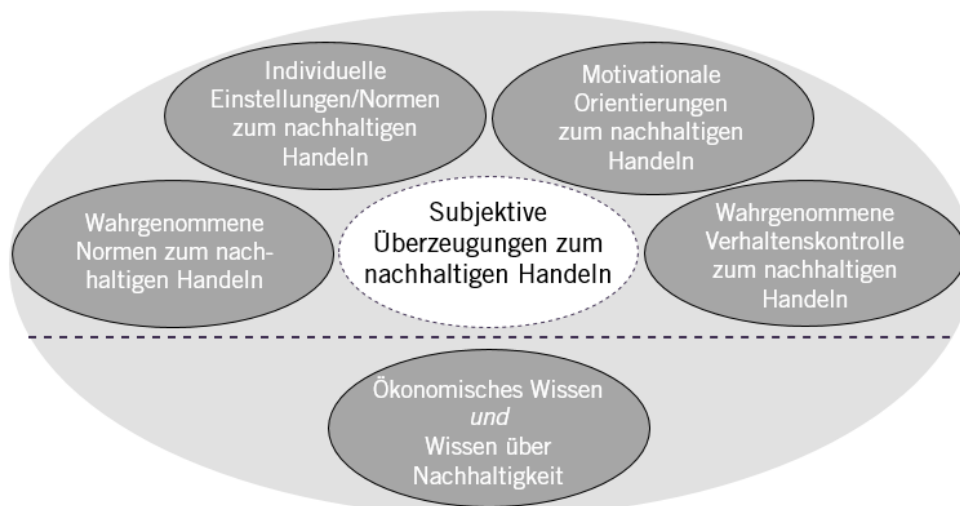 Individuelle
Einstellungen/Normen
zum nachhaltigen
Handeln
Motivationale
Orientierungen
zum nachhaltigen
Handeln
Wahrgenommene
Normen zum nach-
haltigen Handeln
Subjektive
Überzeugungen zum
nachhaltigen Handeln
Wahrgenommene
Verhaltenskontrolle
zum nachhaltigen
Handeln
Ökonomisches Wissen
und
Wissen über
Nachhaltigkeit